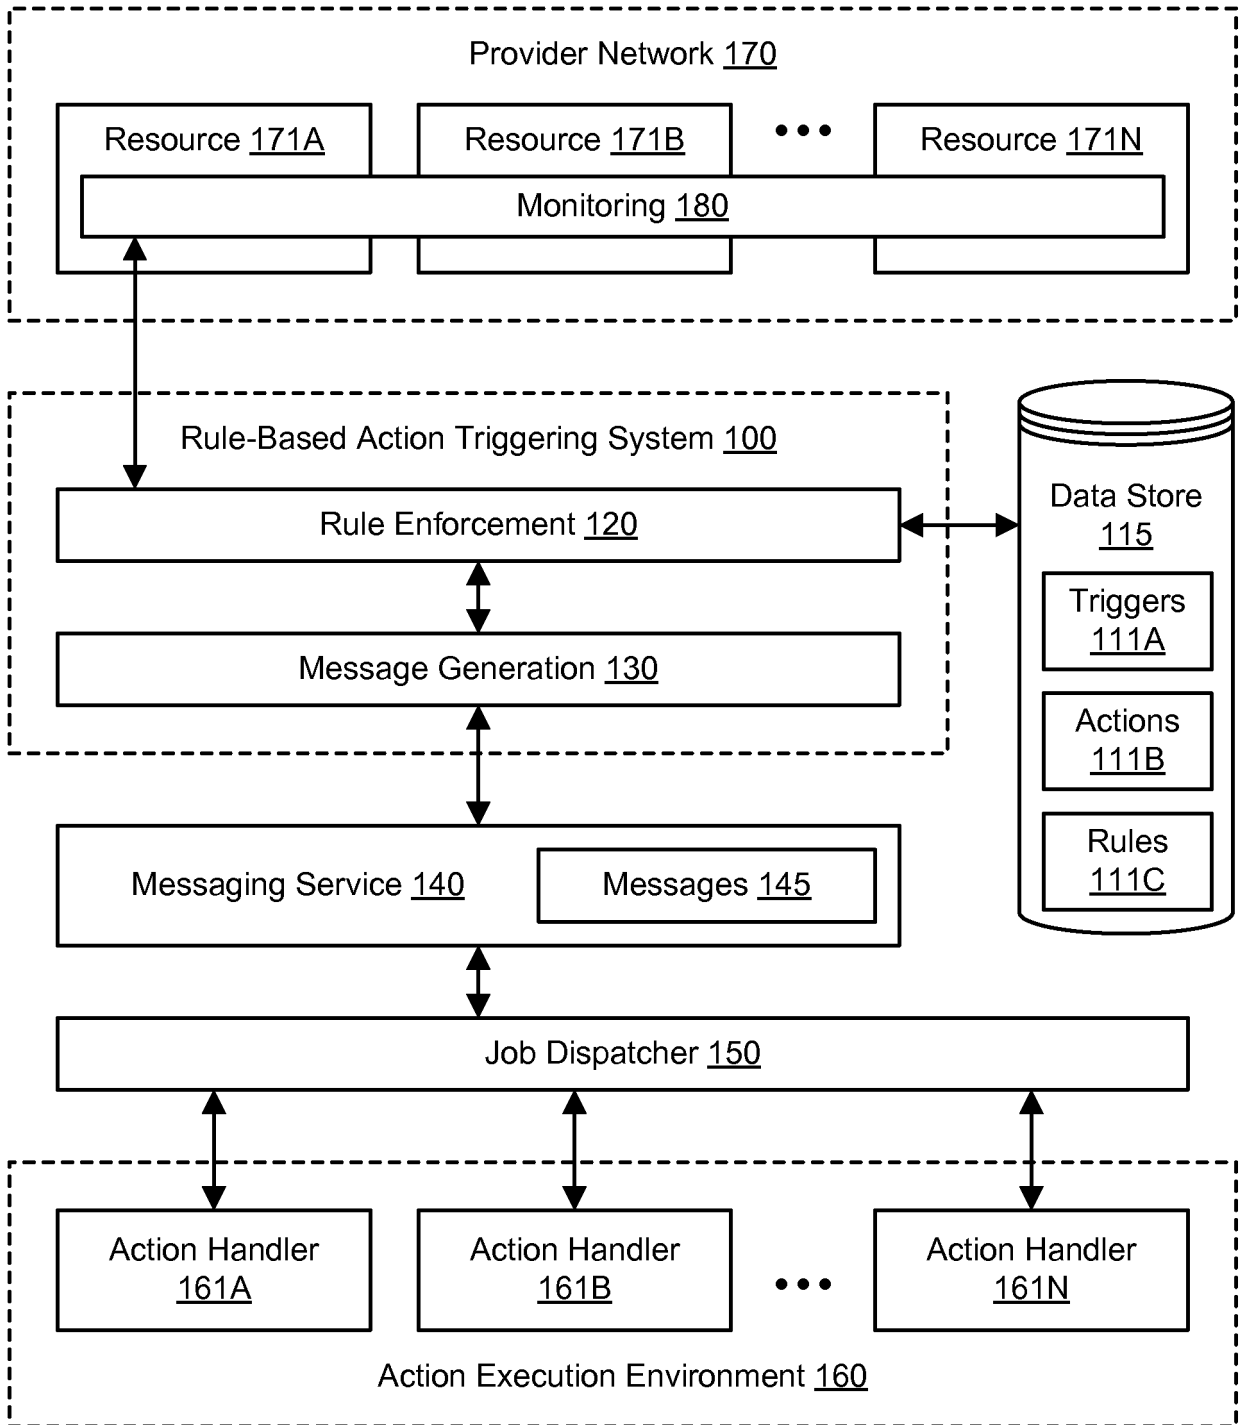 Provider Network 170
Resource 171A
Resource 171B
Resource 171N
Monitoring 180
Rule-Based Action Triggering System 100
Rule Enforcement 120
Message Generation 130
Data Store
115
Triggers
111A
Actions
111B
Rules
111C
Messaging Service 140
Messages 145
Job Dispatcher 150
Action Handler
161A
Action Handler
161B
Action Handler
161N
Action Execution Environment 160